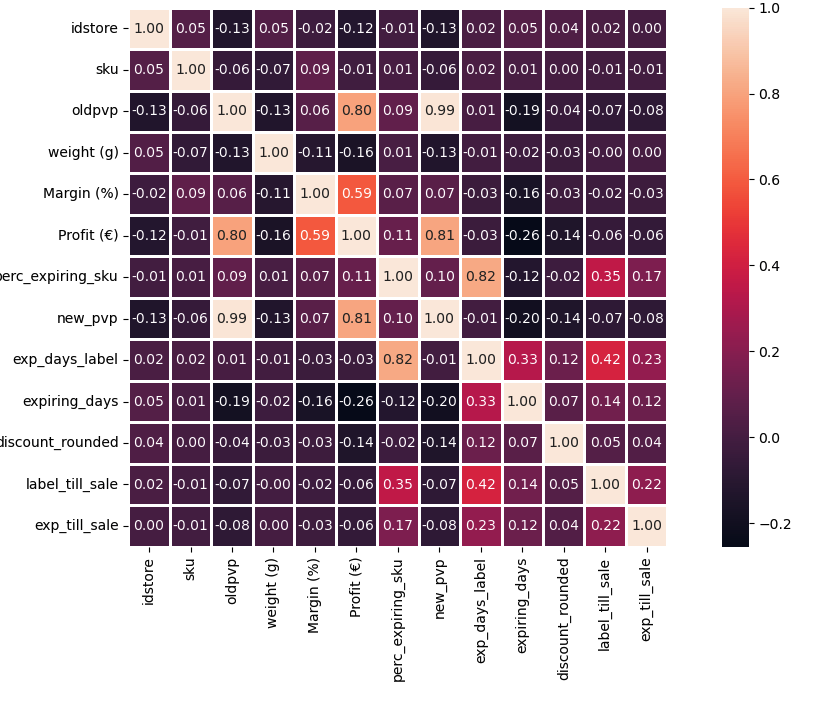 idstore 1.00 0.05 -0.13 0.05 -0.02 -0.12 -0.01 -0.13 0.02 0.05 0.04 0.02 0.00
sku 0.05 1.00 -0.06 -0.07 0.09 -0.01 0.01 -0.06 0.02 0.01 0.00 -0.01 -0.01
oldpvp -0.13 -0.06 1.00 -0.13 0.06 0.80 0.09 0.99 0.01 -0.19 -0.04 -0.07 -0.08
weight (g) 0.05 -0.07 -0.13 1.00 -0.11 -0.16 0.01 -0.13 -0.01 -0.02 -0.03 -0.00 0.00
Margin (%) -0.02 0.09 0.06 -0.11 1.00 0.59 0.07 0.07 -0.03 -0.16 -0.03 -0.02 -0.03
Profit (€) -0.12 -0.01 0.80 -0.16 0.59 1.00 0.11 0.81 -0.03 -0.26 -0.14 -0.06 -0.06
perc_expiring_sku -0.01 0.01 0.09 0.01 0.07 0.11 1.00 0.10 0.82 -0.12 -0.02 0.35 0.17
new_pvp -0.13 -0.06 0.99 -0.13 0.07 0.81 0.10 1.00 -0.01 -0.20 -0.14 -0.07 -0.08
exp_days_label 0.02 0.02 0.01 -0.01 -0.03 -0.03 0.82 -0.01 1.00 0.33 0.12 0.42 0.23
expiring_days 0.05 0.01 -0.19 -0.02 -0.16 -0.26 -0.12 -0.20 0.33 1.00 0.07 0.14 0.12
discount_rounded 0.04 0.00 -0.04 -0.03 -0.03 -0.14 -0.02 -0.14 0.12 0.07 1.00 0.05 0.04
label_till_sale 0.02 -0.01 -0.07 -0.00 -0.02 -0.06 0.35 -0.07 0.42 0.14 0.05 1.00 0.22
exp_till_sale 0.00 -0.01 -0.08 0.00 -0.03 -0.06 0.17 -0.08 0.23 0.12 0.04 0.22 1.00
idstore
sku
oldpvp
weight (g)
Margin (%)
Profit (€)
perc_expiring_sku
new_pvp
exp_days_label
expiring_days
discount_rounded
label_till_sale
exp_till_sale
1.0
0.8
0.6
0.4
0.2
0.0
−0.2